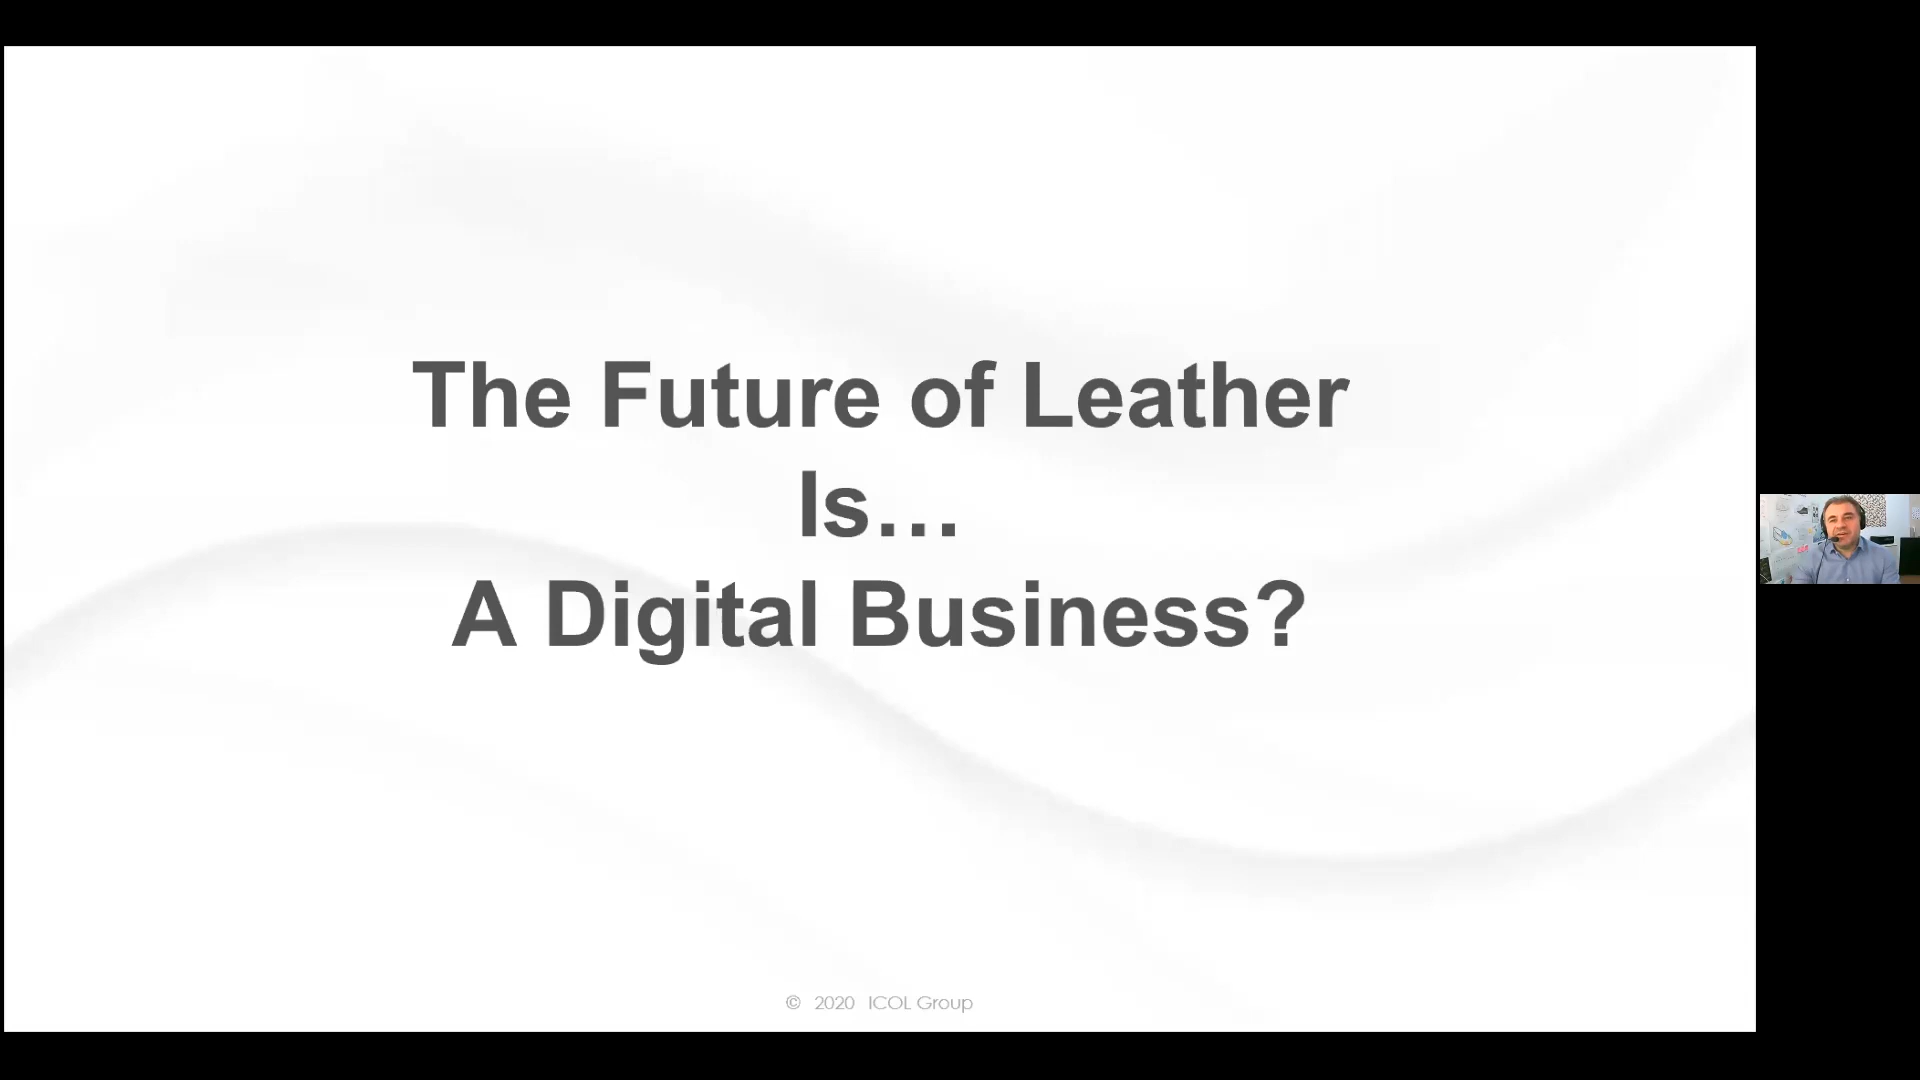 The Future of Leather
Is...
A Digital Business?
© 2020 ICOL Group